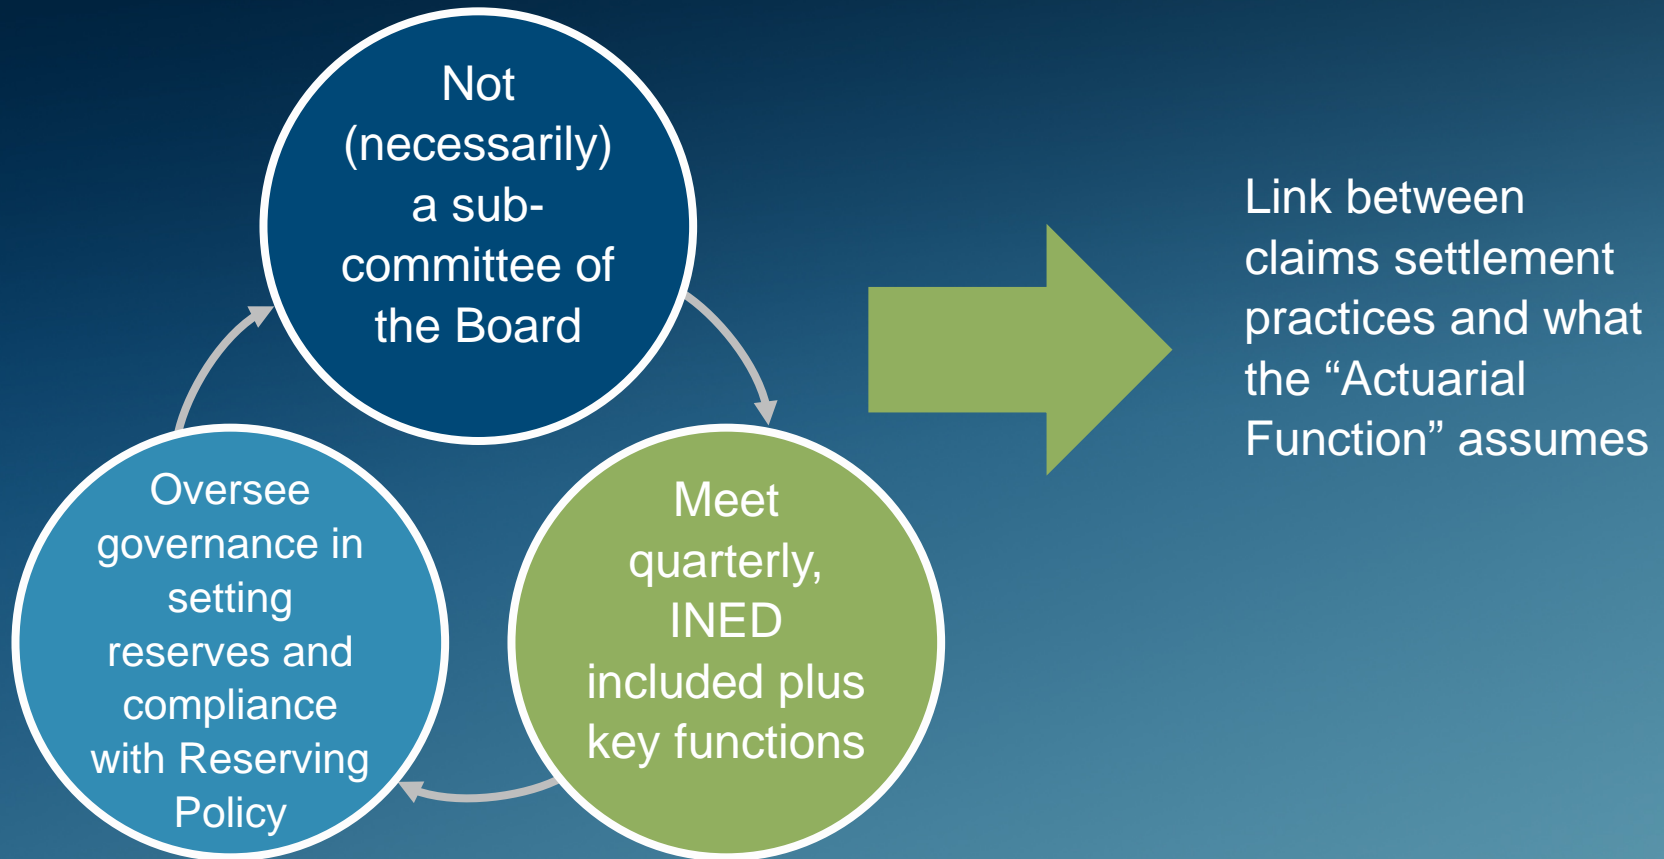 Not
(necessarily)
a sub-
committee of
the Board
Meet
quarterly,
INED
included plus
key functions
Oversee
governance in
setting
reserves and
compliance
with Reserving
Policy
Link between
claims settlement
practices and what
the “Actuarial
Function” assumes